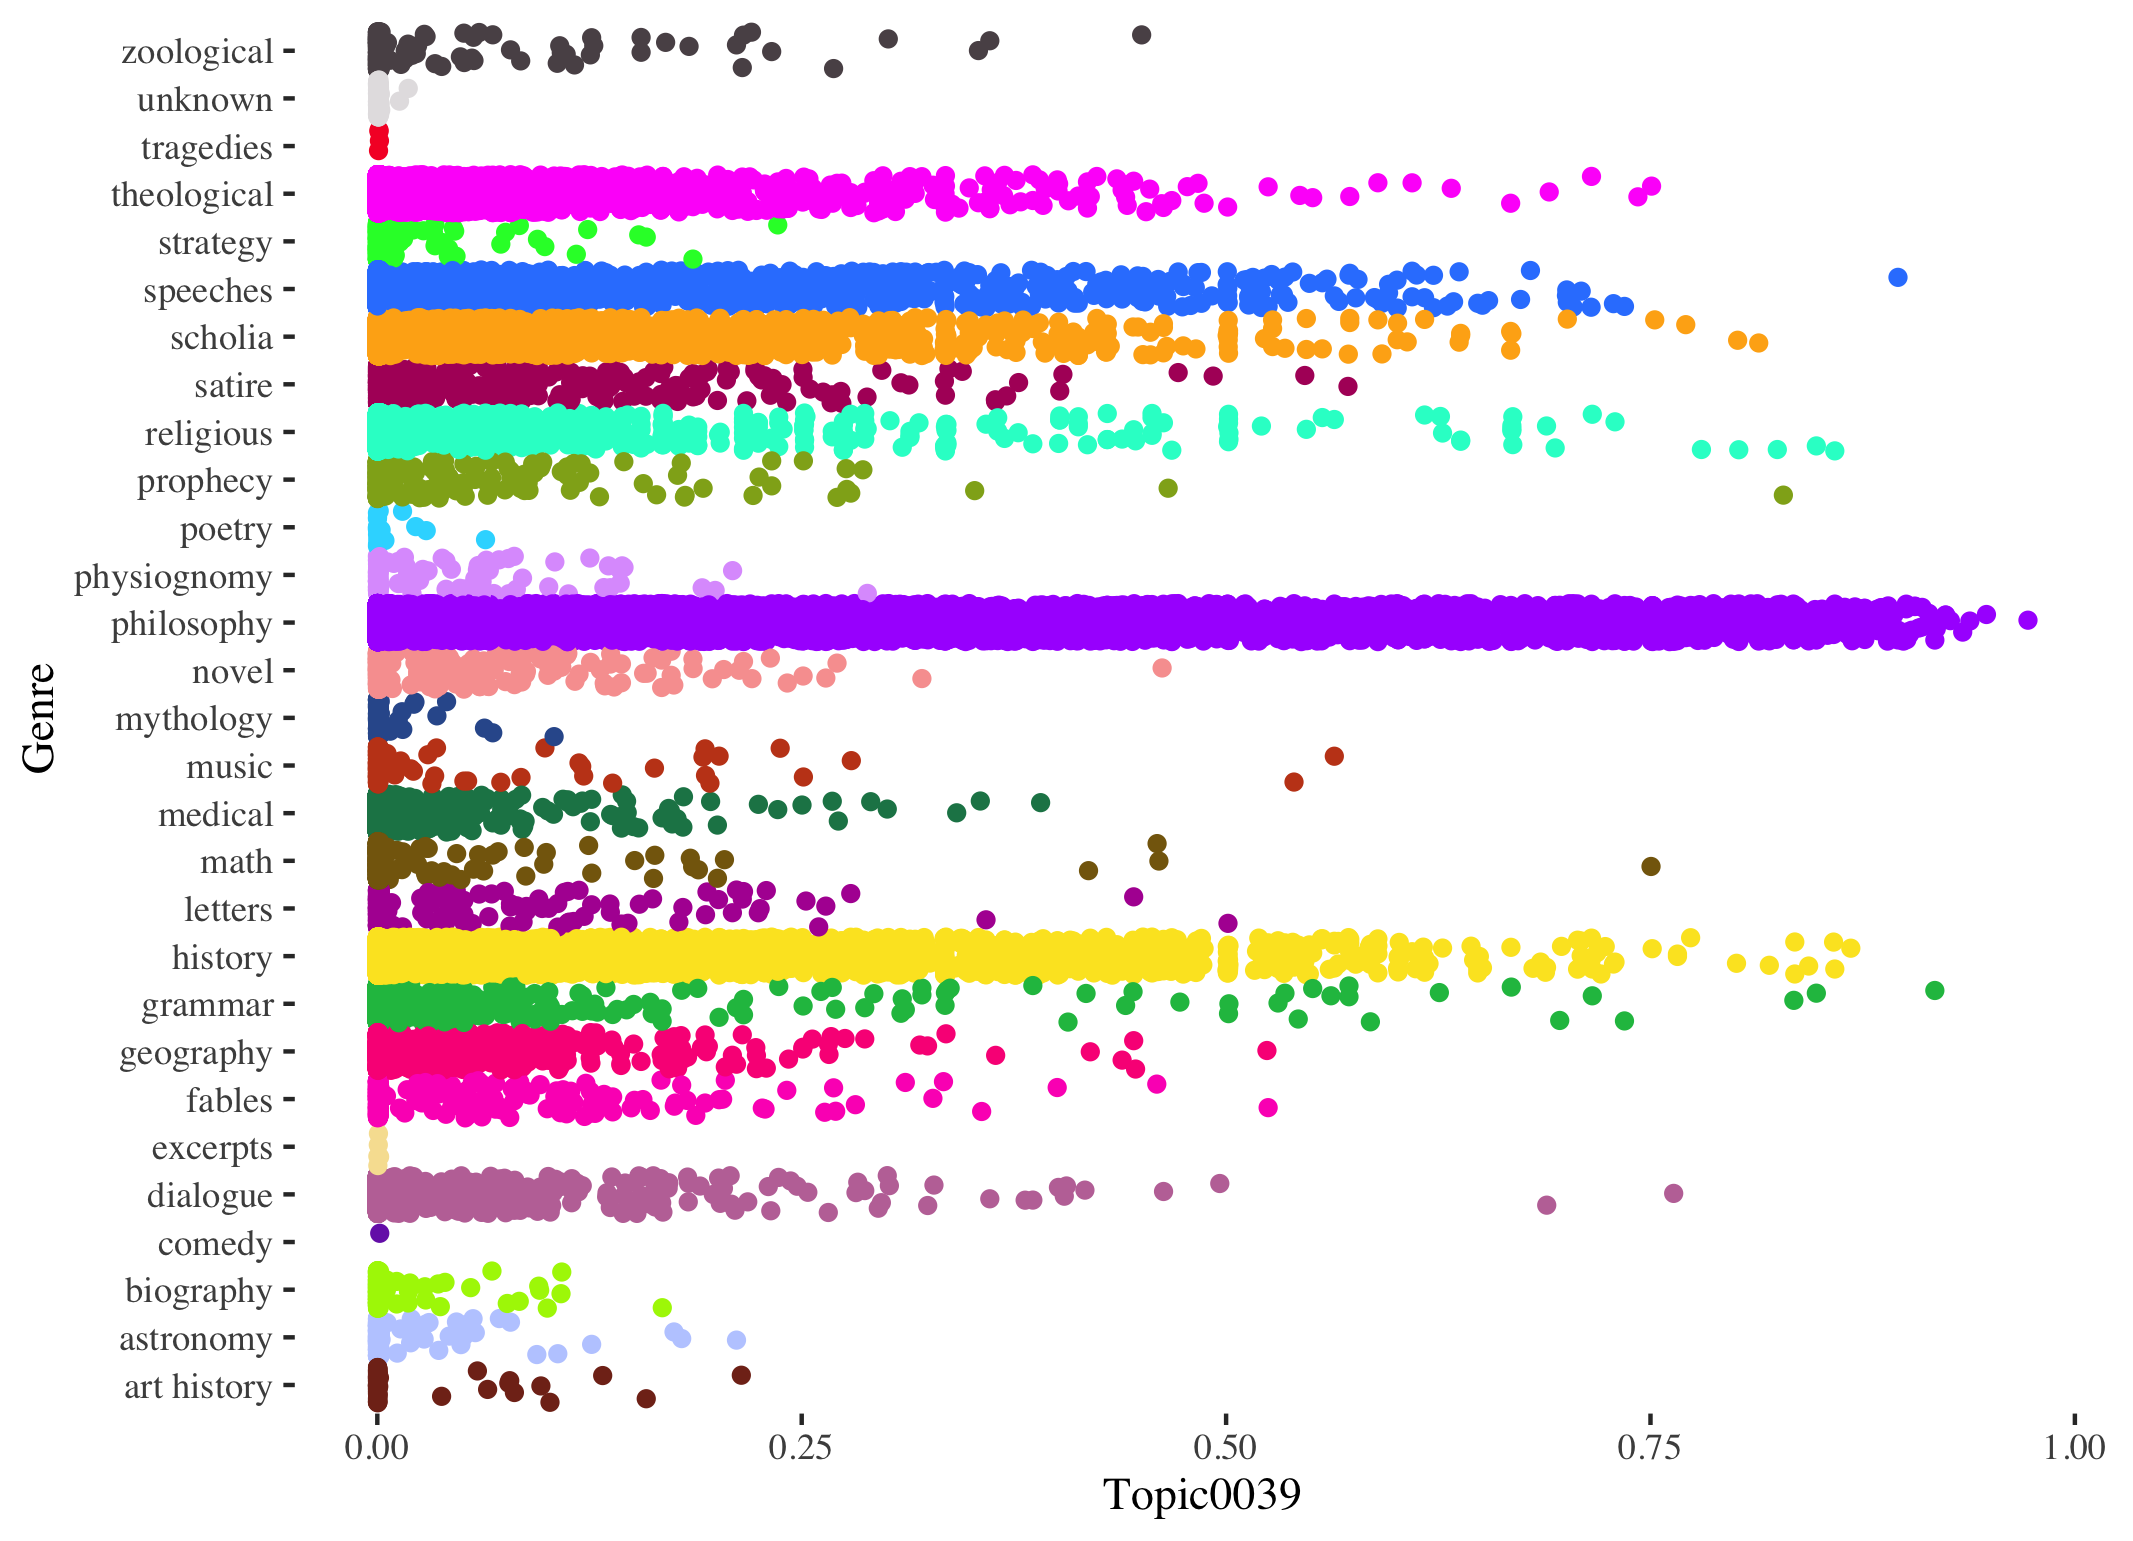 zoological
unknown
tragedies
theological
strategy
speeches
scholia
satire
religious
prophecy
poetry
physiognomy
philosophy
novel
mythology
music
medical
math
letters
history
grammar
geography
fables
excerpts
dialogue
comedy
biography
astronomy
art history
Genre
0.00 0.25 0.50 0.75 1.00
Topic0039